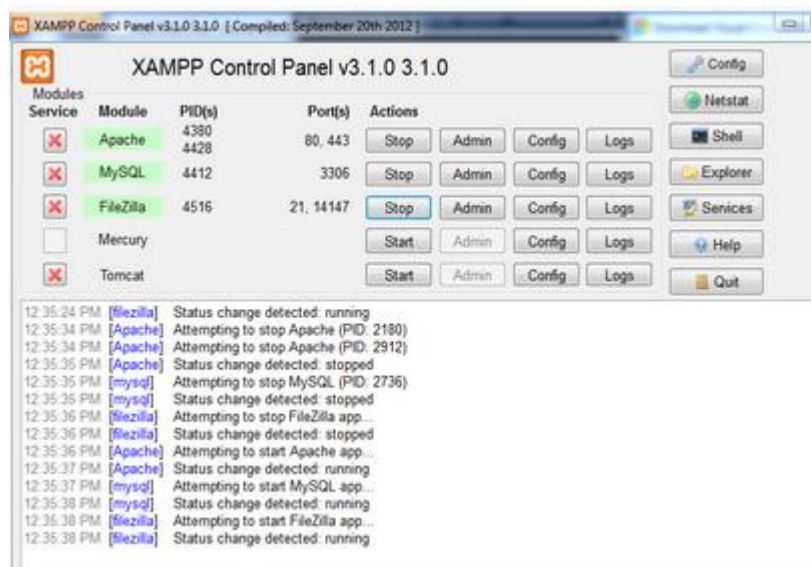 XAMPP Control Panel v3.1.0 3.1.0 [ Compiled: September 20th 2012 ]
XAMPP Control Panel v3.1.0 3.1.0
Config
Modules
Netstat
Service Module PID(s) Port(s) Actions
Apache 4380 4428 80, 443 Stop Admin Config Logs Shell
MySQL 4412 3306 Stop Admin Config Logs Explorer
FileZilla 4516 21, 14147 Stop Admin Config Logs Services
Mercury Start Admin Config Logs Help
Tomcat Start Admin Config Logs Quit
12:35:24 PM [filezilla] Status change detected: running
12:35:34 PM [Apache] Attempting to stop Apache (PID: 2180)
12:35:34 PM [Apache] Attempting to stop Apache (PID: 2912)
12:35:35 PM [Apache] Status change detected: stopped
12:35:35 PM [mysql] Attempting to stop MySQL (PID: 2736)
12:35:35 PM [mysql] Status change detected: stopped
12:35:36 PM [filezilla] Attempting to stop FileZilla app...
12:35:36 PM [filezilla] Status change detected: stopped
12:35:36 PM [Apache] Attempting to start Apache app...
12:35:37 PM [Apache] Status change detected: running
12:35:37 PM [mysql] Attempting to start MySQL app...
12:35:38 PM [mysql] Status change detected: running
12:35:38 PM [filezilla] Attempting to start FileZilla app...
12:35:38 PM [filezilla] Status change detected: running